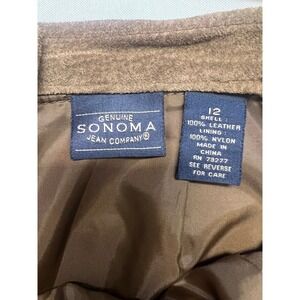 GENUINE
SONOMA
JEAN COMPANY®
12
SHELL:
100% LEATHER
LINING:
100% NYLON
MADE IN
CHINA
RN 73277
SEE REVERSE
FOR CARE